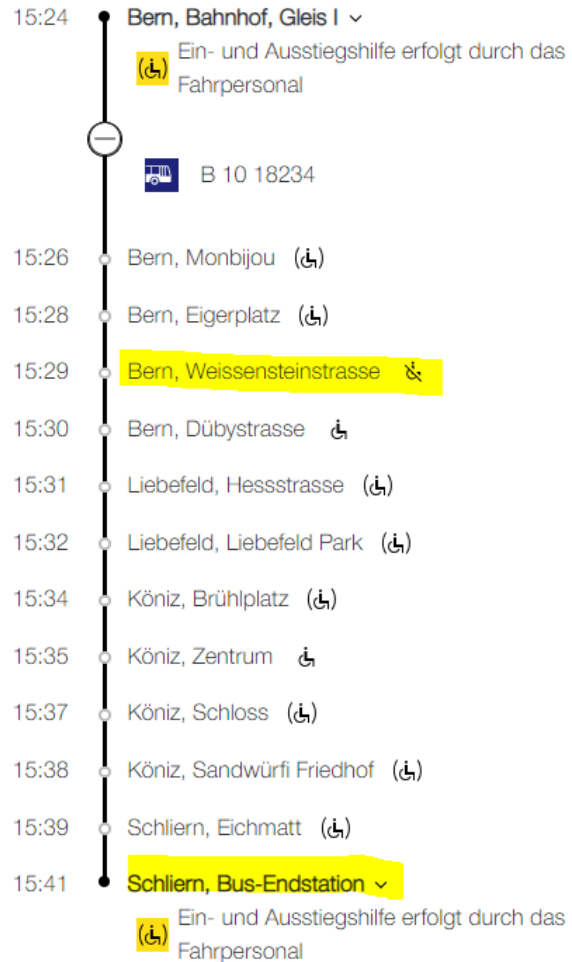 15:24 Bern, Bahnhof, Gleis I
Ein- und Ausstiegshilfe erfolgt durch das
Fahrpersonal
B 10 18234
15:26 Bern, Monbijou
15:28 Bern, Eigerplatz
15:29 Bern, Weissensteinstrasse
15:30 Bern, Dübystrasse
15:31 Liebefeld, Hessstrasse
15:32 Liebefeld, Liebefeld Park
15:34 Köniz, Brühlplatz
15:35 Köniz, Zentrum
15:37 Köniz, Schloss
15:38 Köniz, Sandwürfi Friedhof
15:39 Schliern, Eichmatt
15:41 Schliern, Bus-Endstation
Ein- und Ausstiegshilfe erfolgt durch das
Fahrpersonal